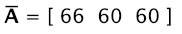 A̅ = [ 66 60 60 ]